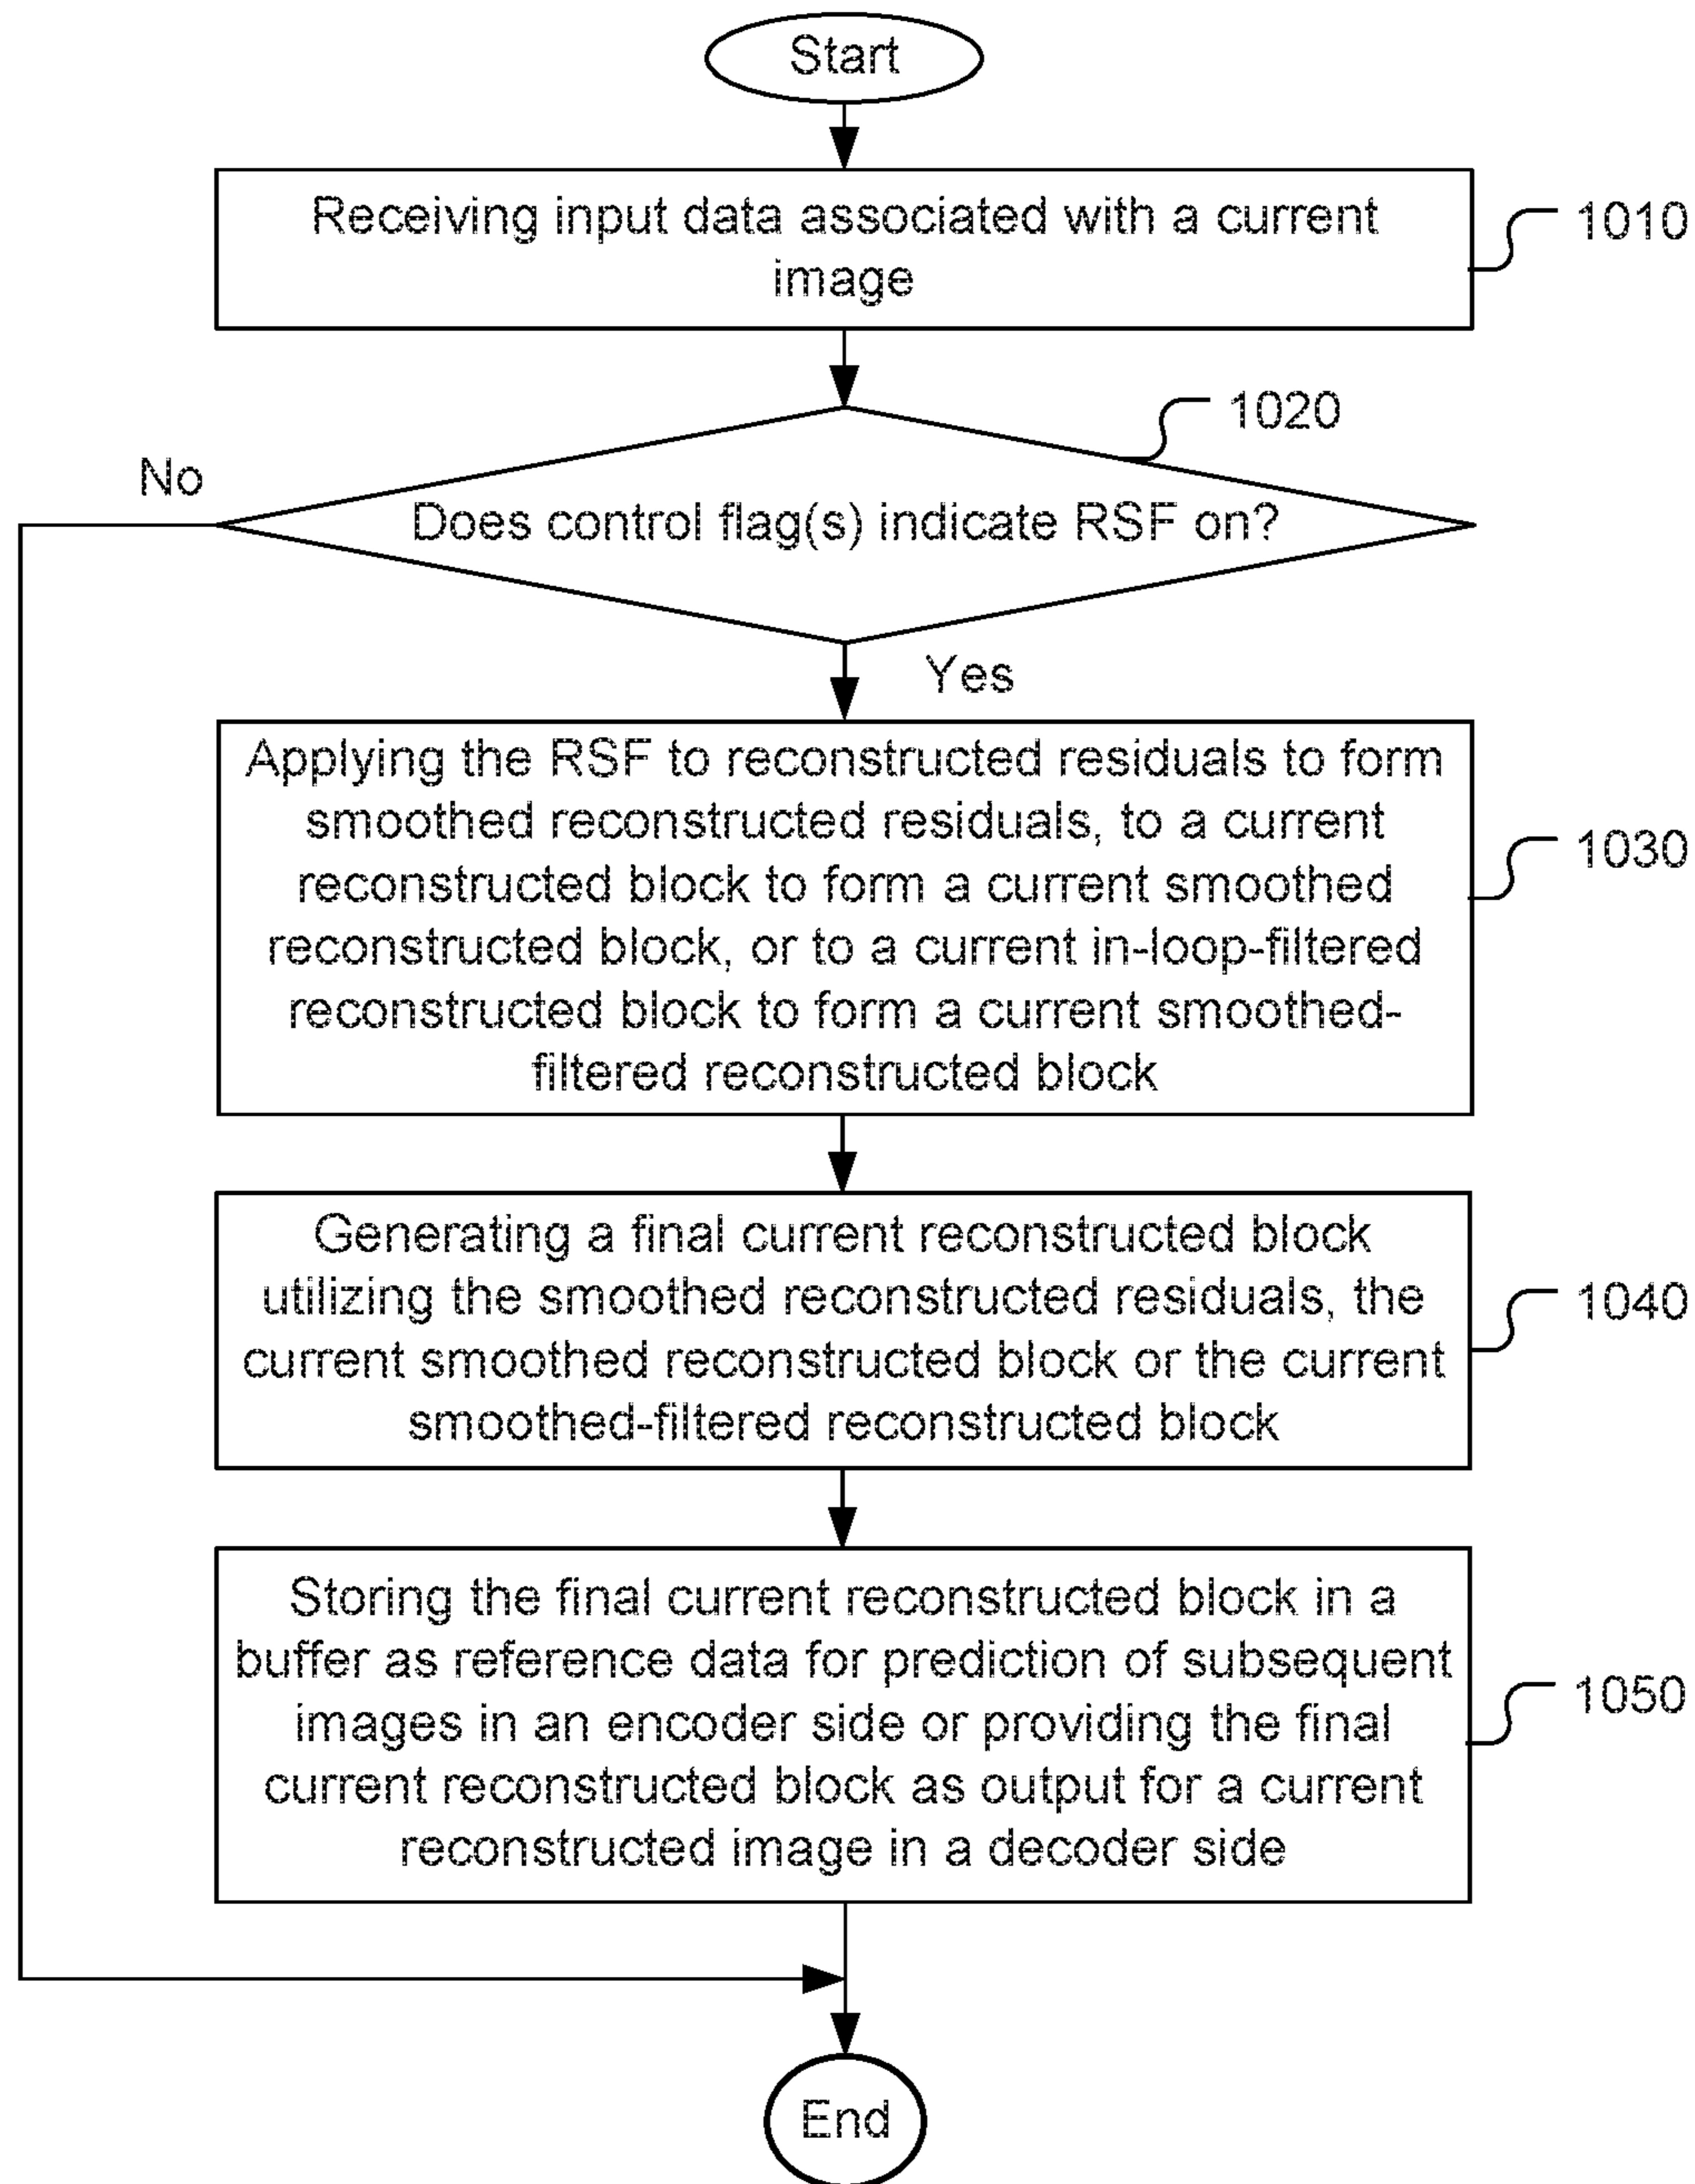 Start
Receiving input data associated with a current
image
1010
1020
No
Does control flag(s) indicate RSF on?
Yes
Applying the RSF to reconstructed residuals to form
smoothed reconstructed residuals, to a current
reconstructed block to form a current smoothed
reconstructed block, or to a current in-loop-filtered
reconstructed block to form a current smoothed-
filtered reconstructed block
1030
Generating a final current reconstructed block
utilizing the smoothed reconstructed residuals, the
current smoothed reconstructed block or the current
smoothed-filtered reconstructed block
1040
Storing the final current reconstructed block in a
buffer as reference data for prediction of subsequent
images in an encoder side or providing the final
current reconstructed block as output for a current
reconstructed image in a decoder side
1050
End